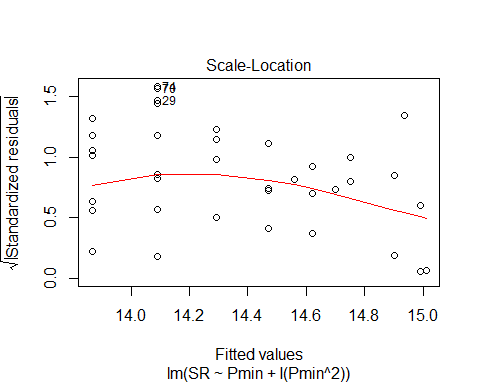 Scale-Location
√|Standardized residuals|
0.0 0.5 1.0 1.5
74
29
14.0 14.2 14.4 14.6 14.8 15.0
Fitted values
lm(SR ~ Pmin + I(Pmin^2))